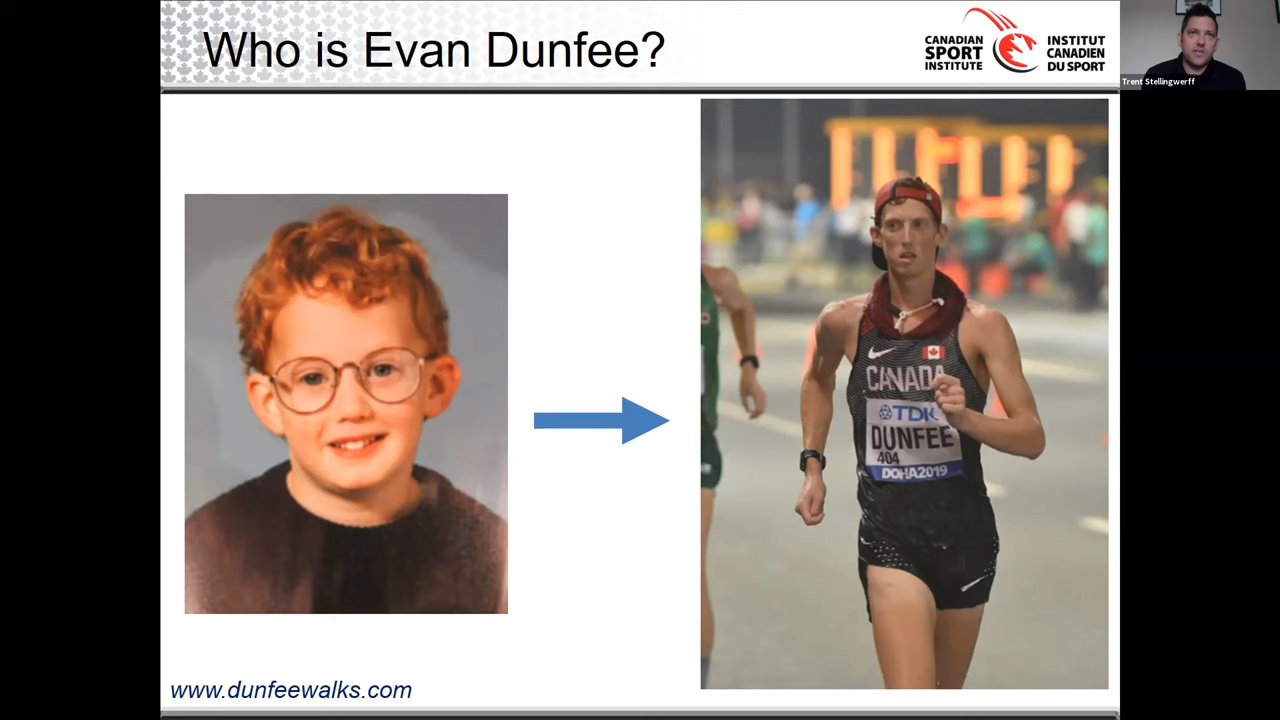 Who is Evan Dunfee?
CANADIAN
SPORT
INSTITUTE
INSTITUT
CANADIEN
DU SPORT
Trent Stellingwerff
CANADA
TDK
DUNFEE
404
DOHA2019
www.dunfeewalks.com